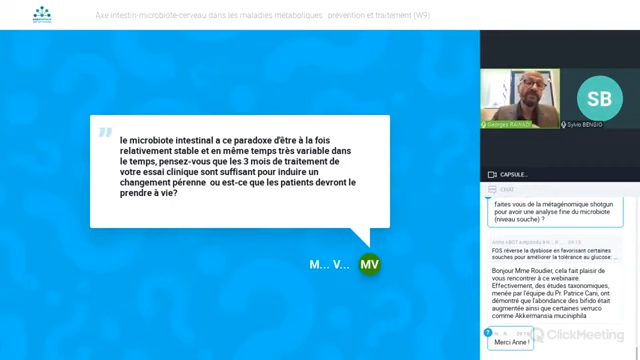 Axe intestin-microbiote-cerveau dans les maladies métaboliques : prévention et traitement (W9)
le microbiote intestinal a ce paradoxe d'être à la fois
relativement stable et en même temps très variable dans
le temps, pensez-vous que les 3 mois de traitement de
votre essai clinique sont suffisant pour induire un
changement pérenne ou est-ce que les patients devront le
prendre à vie?
M... V...
MV
SB
Georges RAWADI
Sylvie BENGIO
CAPSULE...
CHAT
faites vous de la métagénomique shotgun
pour avoir une analyse fine du microbiote
(niveau souche) ?
FOS réverse la dysbiose en favorisant certaines
souches pour améliorer la tolérance au glucose:
Bonjour Mme Roudier, cela fait plaisir de
vous rencontrer à ce webinaire.
Effectivement, des études taxonomiques,
menée par l'équipe du Pr. Patrice Cani, ont
démontré que l'abondance des bifido était
augmentée ainsi que certaines verruco
comme Akkermansia muciniphila
Merci Anne !
ClickMeeting